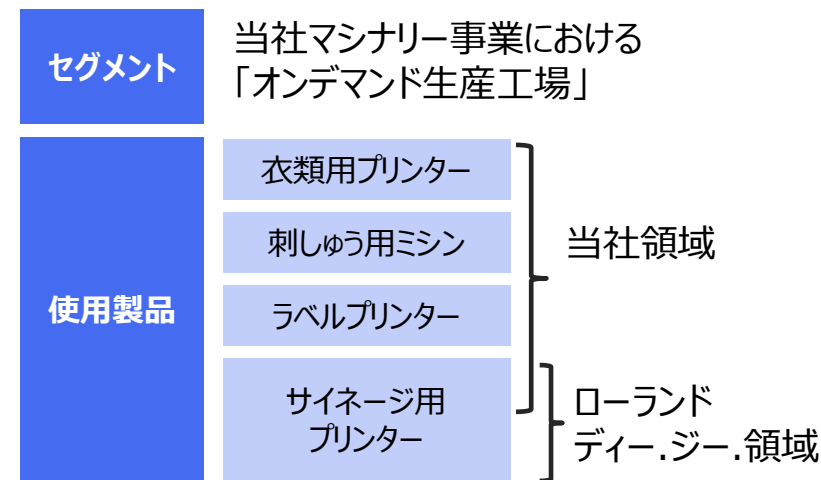 セグメント
当社マシナリー事業における
「オンデマンド生産工場」
使用製品
衣類用プリンター
刺しゅう用ミシン
ラベルプリンター
サイネージ用
プリンター
当社領域
ローランド
ディー.ジー.領域